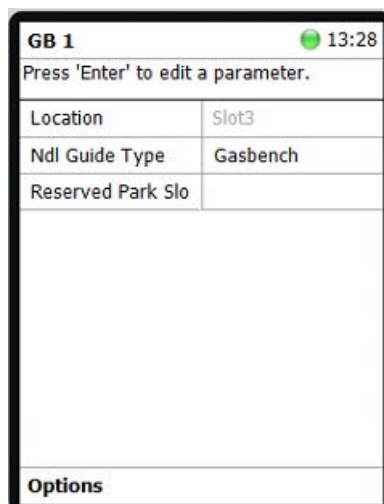 GB 1 13:28
Press 'Enter' to edit a parameter.
Location Slot3
Ndl Guide Type Gasbench
Reserved Park Slo
Options